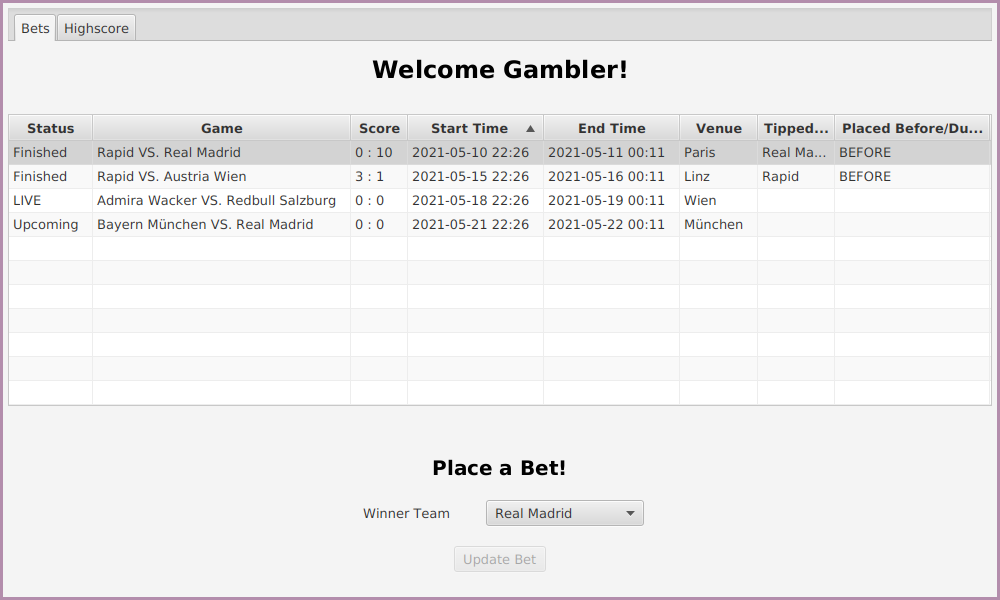 Bets Highscore
Welcome Gambler!
Status Game Score Start Time End Time Venue Tipped... Placed Before/Du...
Finished Rapid VS. Real Madrid 0 : 10 2021-05-10 22:26 2021-05-11 00:11 Paris Real Ma... BEFORE
Finished Rapid VS. Austria Wien 3 : 1 2021-05-15 22:26 2021-05-16 00:11 Linz Rapid BEFORE
LIVE Admira Wacker VS. Redbull Salzburg 0 : 0 2021-05-18 22:26 2021-05-19 00:11 Wien
Upcoming Bayern München VS. Real Madrid 0 : 0 2021-05-21 22:26 2021-05-22 00:11 München
Place a Bet!
Winner Team Real Madrid
Update Bet